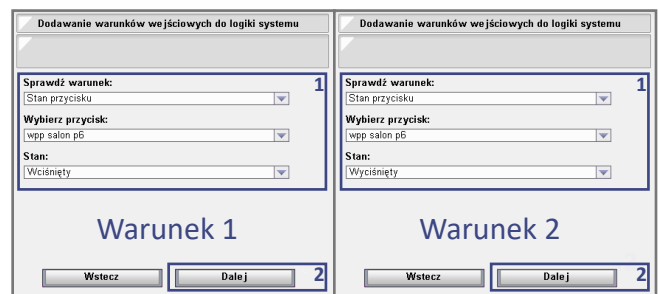 Dodawanie warunków wejściowych do logiki systemu
Sprawdź warunek:
1
Stan przycisku
Wybierz przycisk:
wpp salon p6
Stan:
Wciśnięty
Warunek 1
Wstecz
Dalej
2
Dodawanie warunków wejściowych do logiki systemu
Sprawdź warunek:
1
Stan przycisku
Wybierz przycisk:
wpp salon p6
Stan:
Wyciśnięty
Warunek 2
Wstecz
Dalej
2